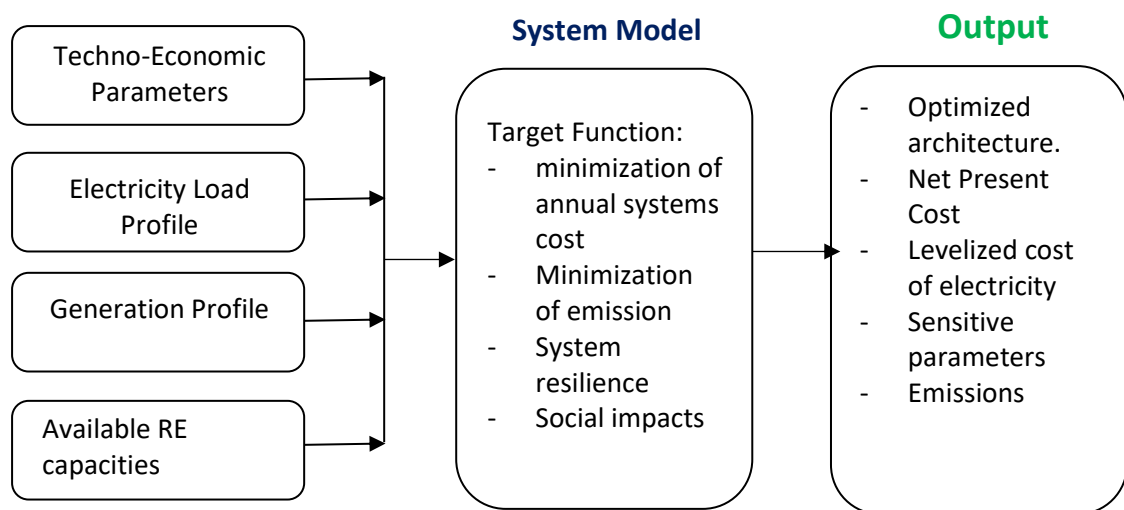 Techno-Economic
Parameters
Electricity Load
Profile
Generation Profile
Available RE
capacities
System Model
Target Function:
- minimization of
annual systems
cost
- Minimization
of emission
- System
resilience
- Social impacts
Output
- Optimized
architecture.
- Net Present
Cost
- Levelized cost
of electricity
- Sensitive
parameters
- Emissions